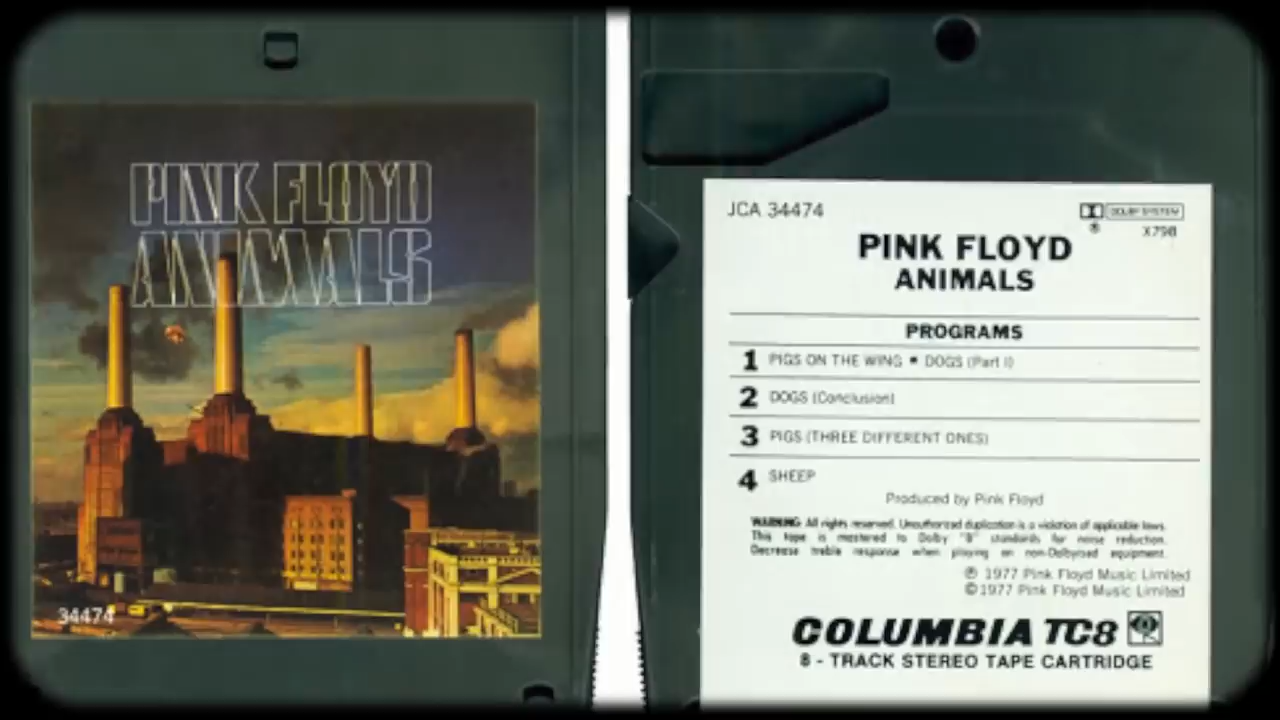 PINK FLOYD
ANIMALS
34474
JCA 34474
DOLBY SYSTEM
®
X798
PINK FLOYD
ANIMALS
PROGRAMS
1 PIGS ON THE WING ■ DOGS (Part I)
2 DOGS (Conclusion)
3 PIGS (THREE DIFFERENT ONES)
4 SHEEP
Produced by Pink Floyd
WARNING: All rights reserved. Unauthorized duplication is a violation of applicable laws.
This tape is mastered to Dolby "B" standards for noise reduction.
Decrease treble response when playing on non-Dolbyized equipment.
℗ 1977 Pink Floyd Music Limited
© 1977 Pink Floyd Music Limited
COLUMBIA TC8
8 - TRACK STEREO TAPE CARTRIDGE